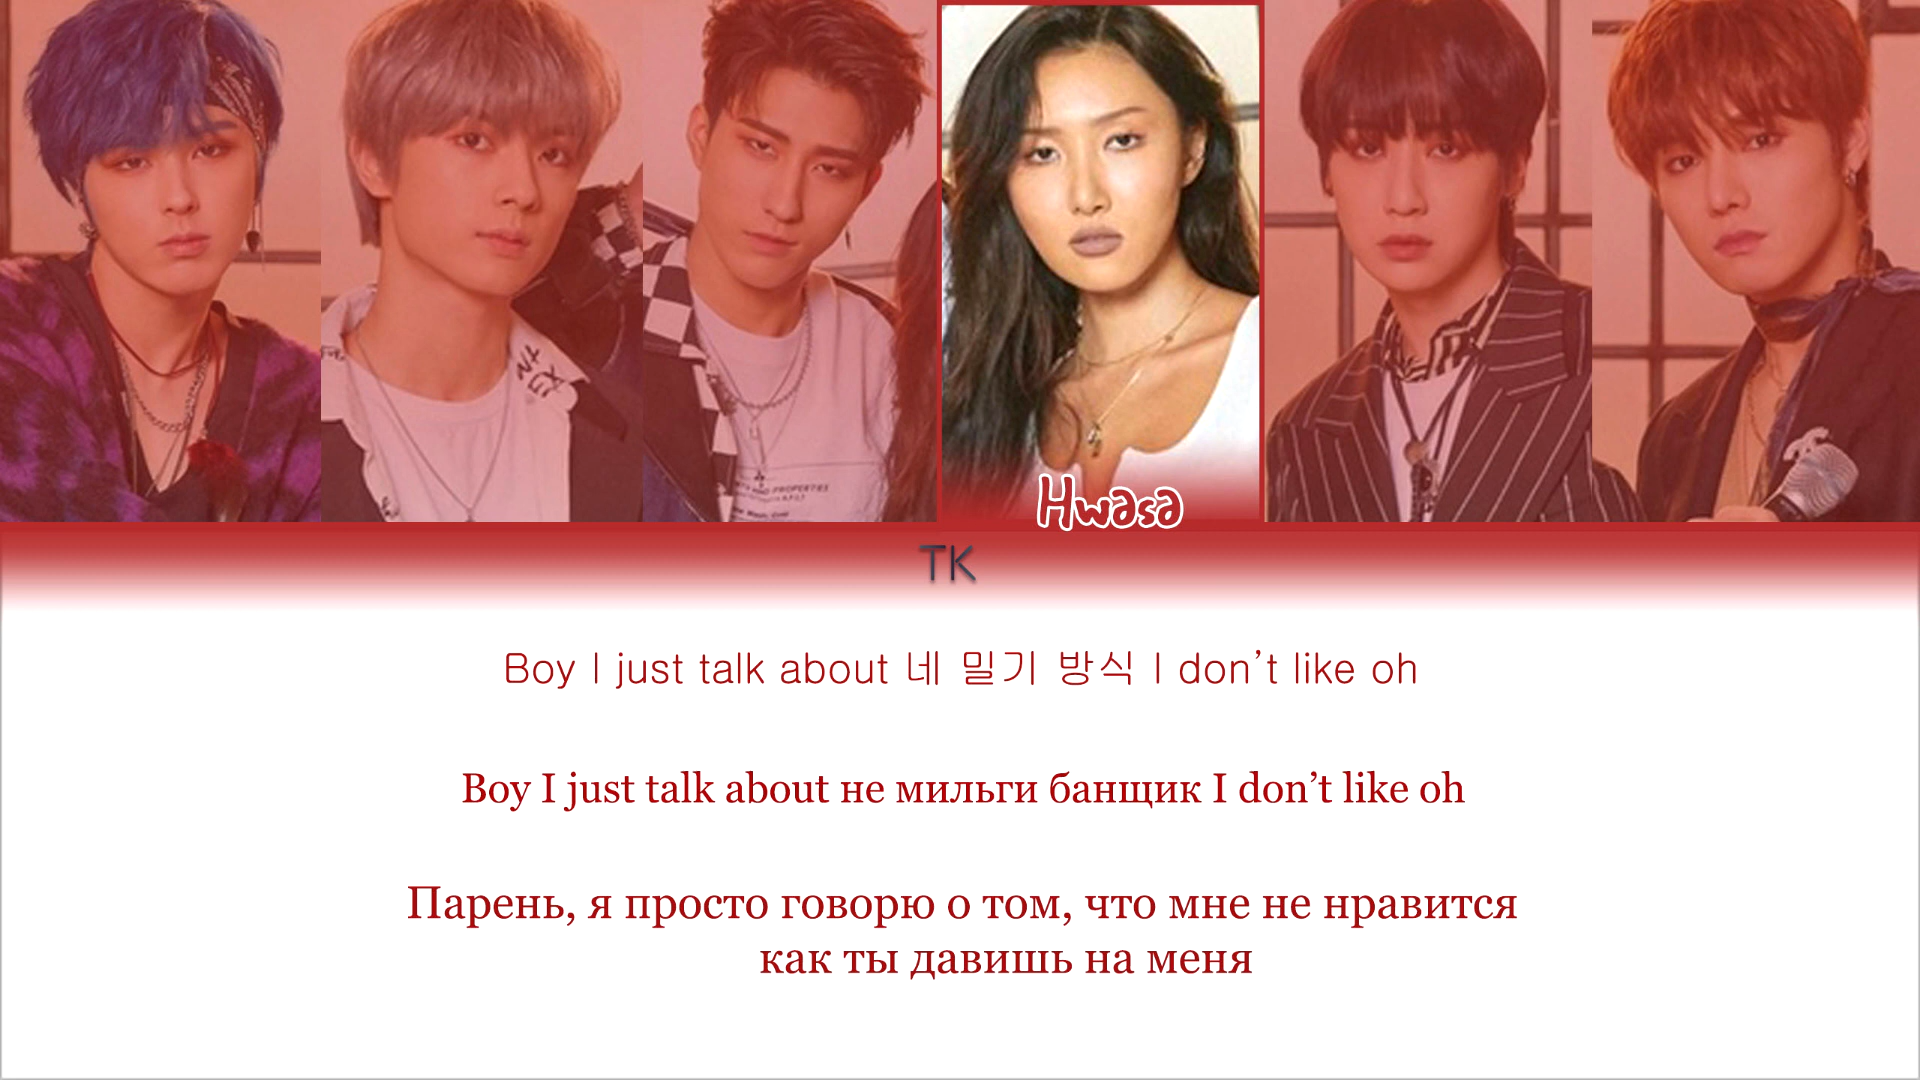 Hwasa
TK
Boy I just talk about 네 밀기 방식 I don’t like oh
Boy I just talk about не мильги банщик I don’t like oh
Парень, я просто говорю о том, что мне не нравится
как ты давишь на меня